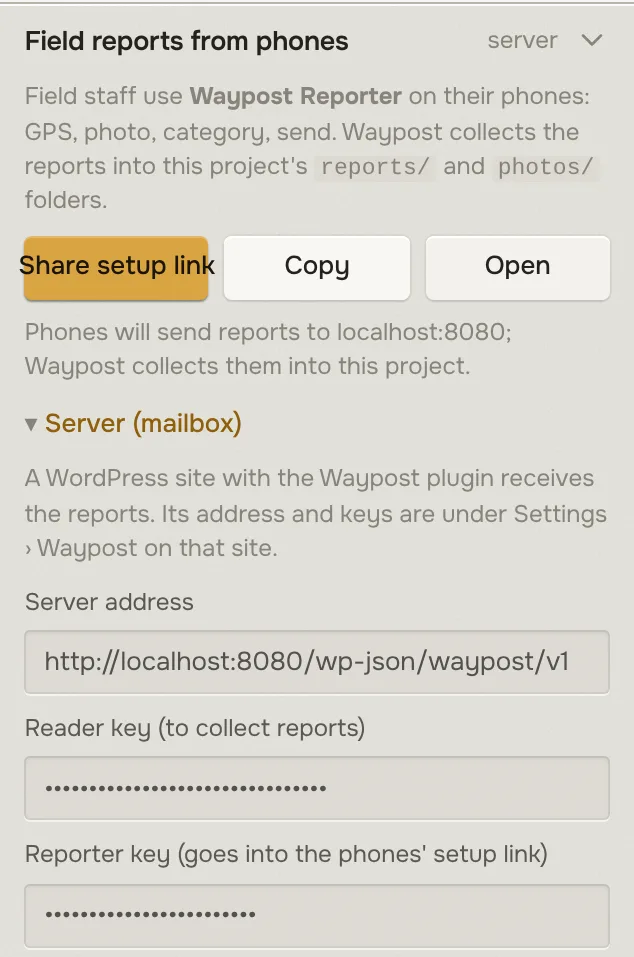 Field reports from phones server
Field staff use Waypost Reporter on their phones:
GPS, photo, category, send. Waypost collects the
reports into this project's reports/ and photos/
folders.
Share setup link Copy Open
Phones will send reports to localhost:8080;
Waypost collects them into this project.
▾ Server (mailbox)
A WordPress site with the Waypost plugin receives
the reports. Its address and keys are under Settings
› Waypost on that site.
Server address
http://localhost:8080/wp-json/waypost/v1
Reader key (to collect reports)
••••••••••••••••••••••••••••••••
Reporter key (goes into the phones' setup link)
••••••••••••••••••••••••